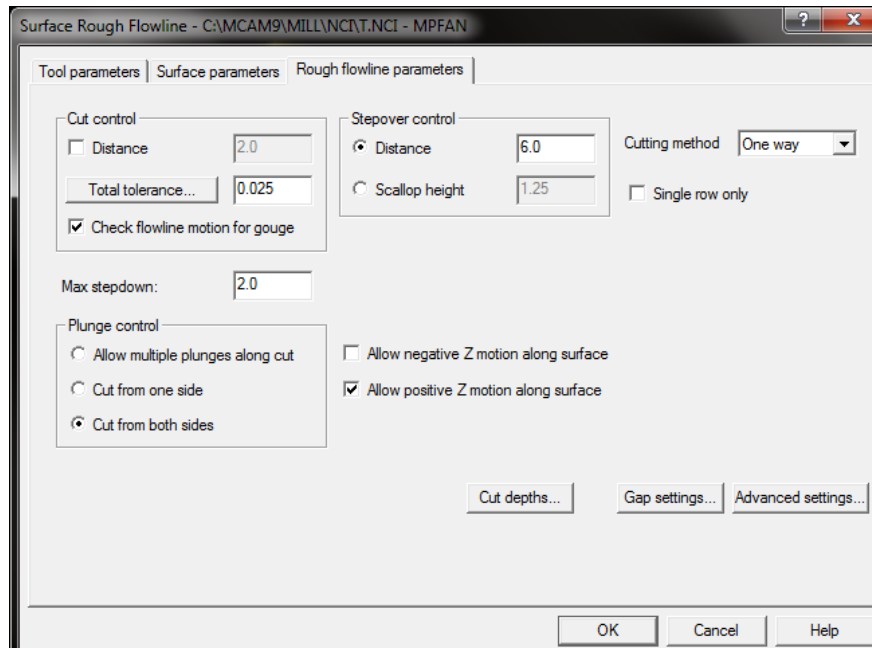 Surface Rough Flowline - C:\MCAM9\MILL\NCI\T.NCI - MPFAN
Tool parameters Surface parameters Rough flowline parameters
Cut control
Distance 2.0
Total tolerance... 0.025
Check flowline motion for gouge
Stepover control
Distance 6.0
Scallop height 1.25
Cutting method One way
Single row only
Max stepdown: 2.0
Plunge control
Allow multiple plunges along cut
Cut from one side
Cut from both sides
Allow negative Z motion along surface
Allow positive Z motion along surface
Cut depths... Gap settings... Advanced settings...
OK Cancel Help